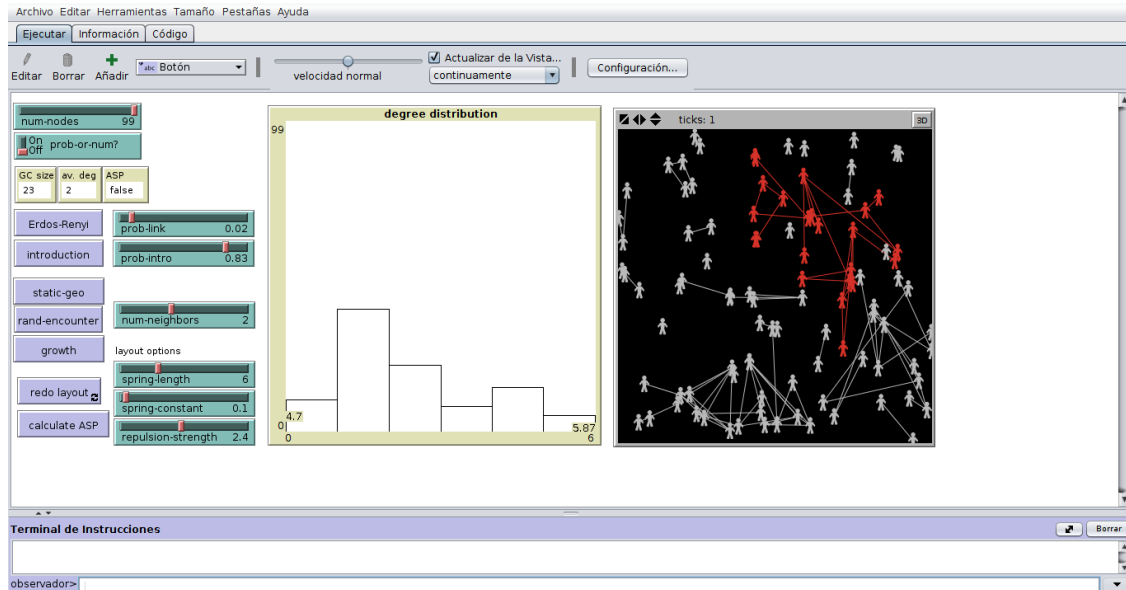 Archivo Editar Herramientas Tamaño Pestañas Ayuda
Ejecutar Información Código
Editar Borrar Añadir abc Botón
velocidad normal
Actualizar de la Vista...
continuamente
Configuración...
num-nodes 99
On
Off prob-or-num?
GC size av. deg ASP
23 2 false
Erdos-Renyi
prob-link 0.02
introduction
prob-intro 0.83
static-geo
rand-encounter
num-neighbors 2
growth
layout options
spring-length 6
redo layout
spring-constant 0.1
calculate ASP
repulsion-strength 2.4
degree distribution
99
4.7
0
5.87
0 6
ticks: 1 3D
Terminal de Instrucciones
Borrar
observador>